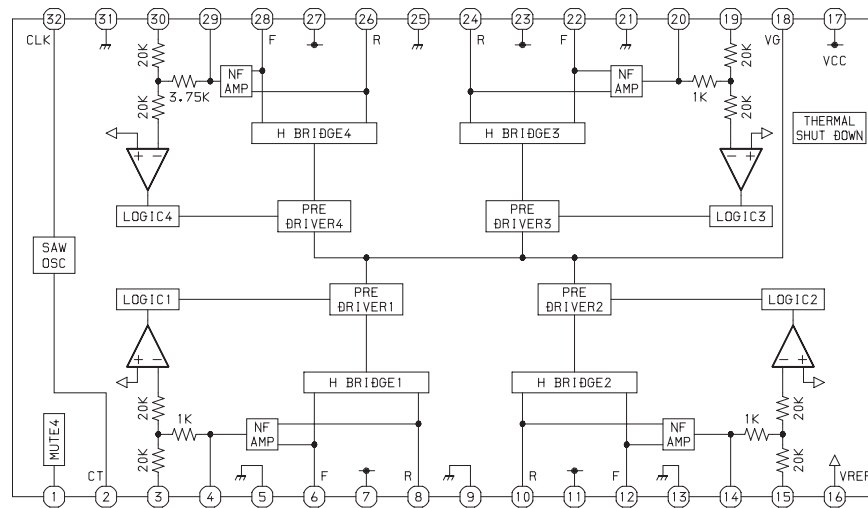 32 31 30 29 28 27 26 25 24 23 22 21 20 19 18 17
CLK F R R F VG
VCC
20K 20K
3.75K 1K
NF AMP NF AMP
20K 20K
H BRIDGE4 H BRIDGE3
THERMAL
SHUT DOWN
+ − − +
LOGIC4 PRE PRE LOGIC3
DRIVER4 DRIVER3
SAW
OSC
LOGIC1 PRE PRE LOGIC2
DRIVER1 DRIVER2
+ − − +
H BRIDGE1 H BRIDGE2
20K 20K
1K NF AMP NF AMP 1K
MUTE4
20K 20K
CT F R R F VREF
1 2 3 4 5 6 7 8 9 10 11 12 13 14 15 16